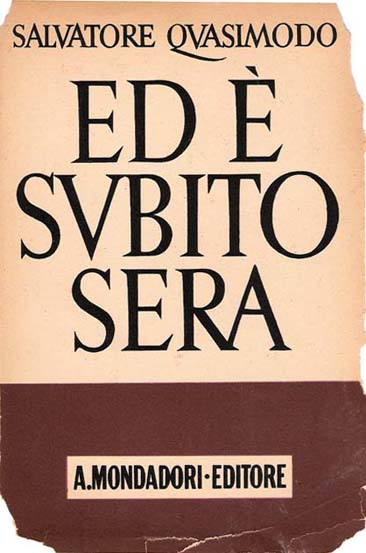 SALVATORE QVASIMODO
ED È
SVBITO
SERA
A.MONDADORI·EDITORE